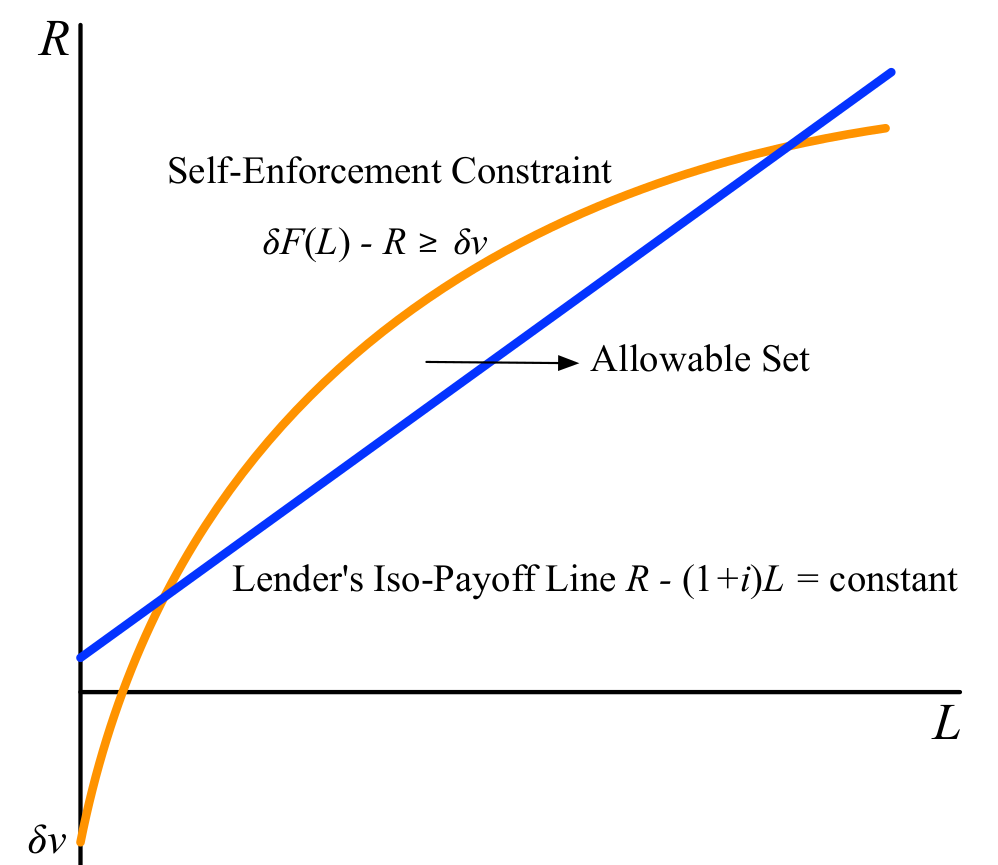 R
Self-Enforcement Constraint
δF(L) - R ≥ δv
Allowable Set
Lender's Iso-Payoff Line R - (1+i)L = constant
L
δv